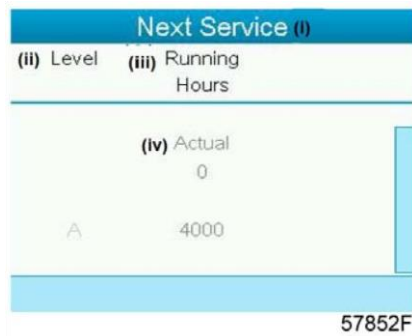 Next Service (i)
(ii) Level (iii) Running
Hours
(iv) Actual
0
A 4000
57852F